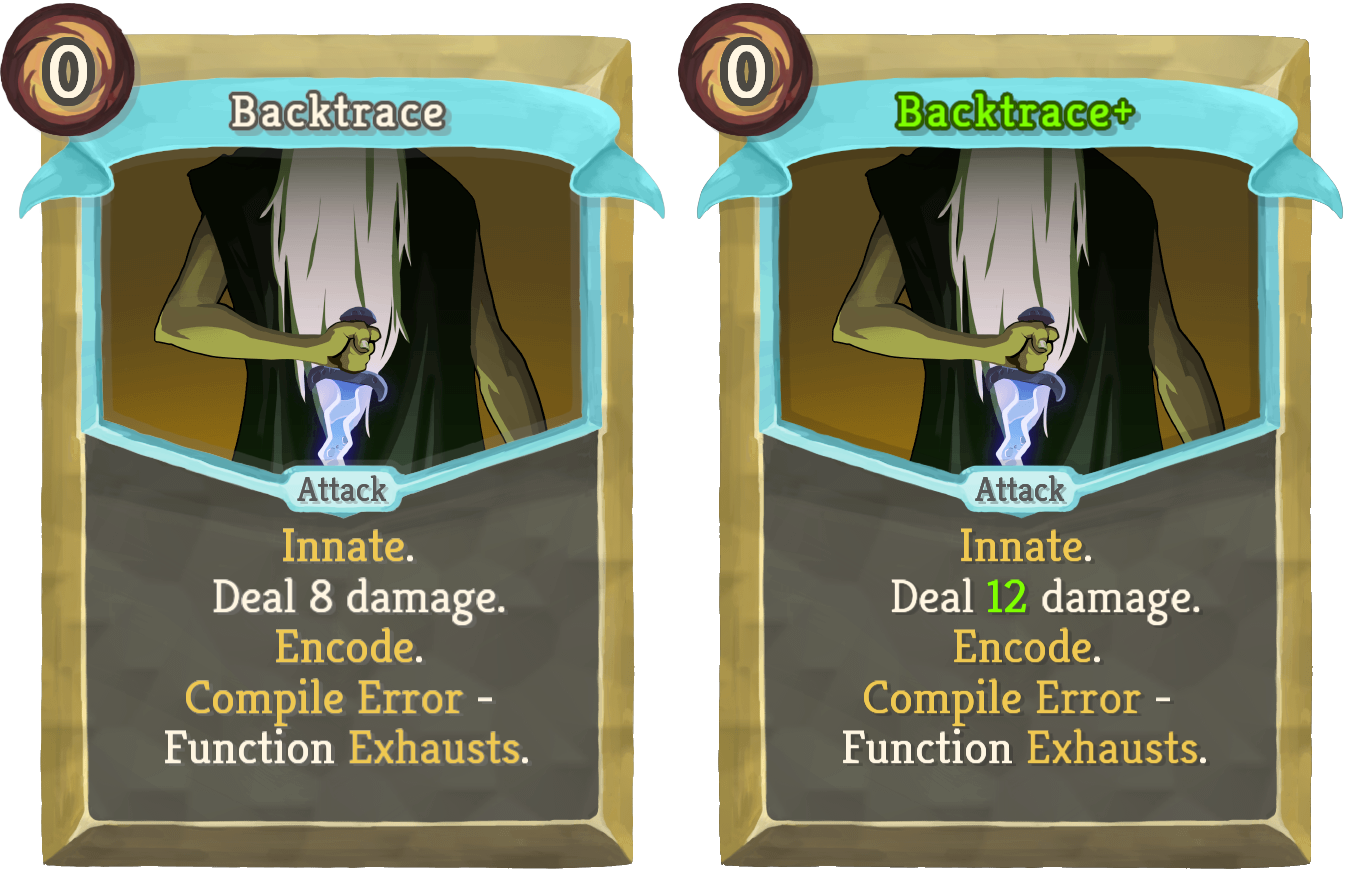 0
Backtrace
Attack
Innate.
Deal 8 damage.
Encode.
Compile Error -
Function Exhausts.
0
Backtrace+
Attack
Innate.
Deal 12 damage.
Encode.
Compile Error -
Function Exhausts.